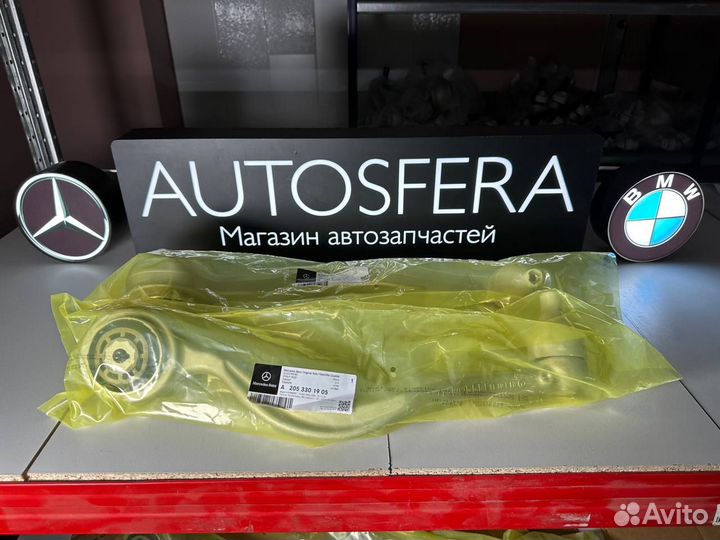 AUTOSFERA
Магазин автозапчастей
BMW
Mercedes-Benz
A 205 330 19 05
Avito